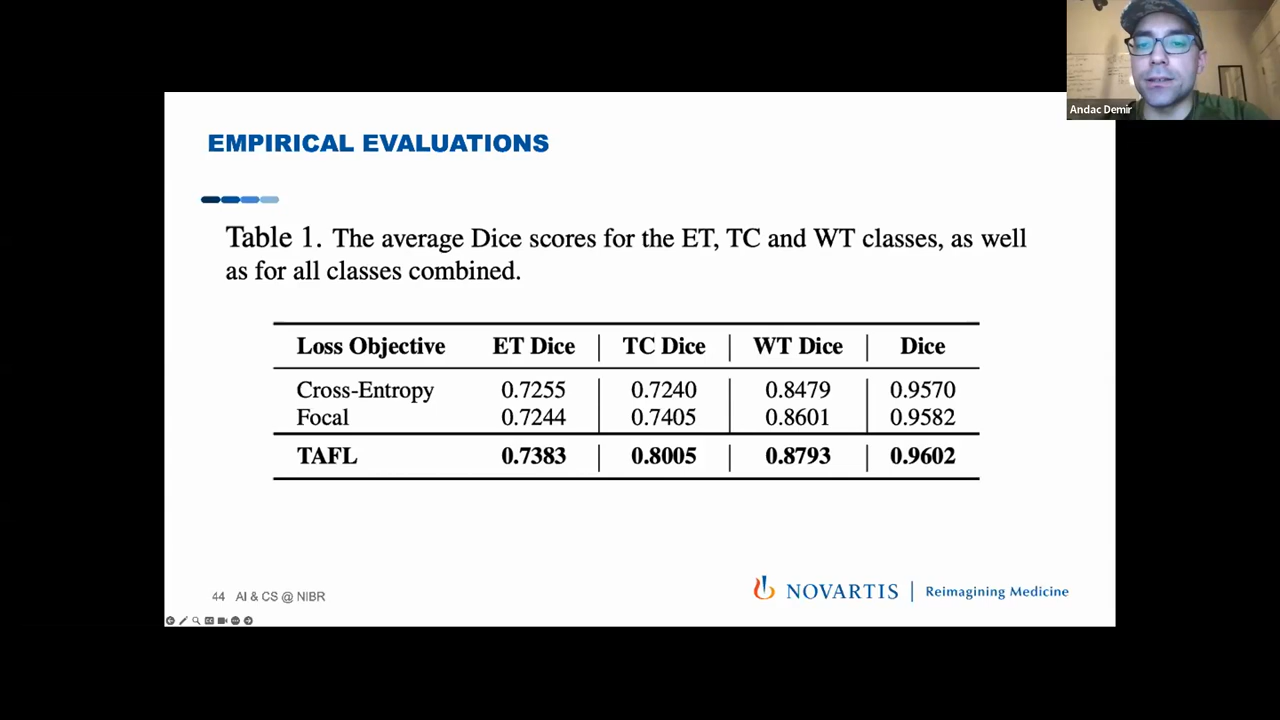 Andac Demir
EMPIRICAL EVALUATIONS
Table 1. The average Dice scores for the ET, TC and WT classes, as well
as for all classes combined.
Loss Objective ET Dice TC Dice WT Dice Dice
Cross-Entropy 0.7255 0.7240 0.8479 0.9570
Focal 0.7244 0.7405 0.8601 0.9582
TAFL 0.7383 0.8005 0.8793 0.9602
44 AI & CS @ NIBR
NOVARTIS | Reimagining Medicine